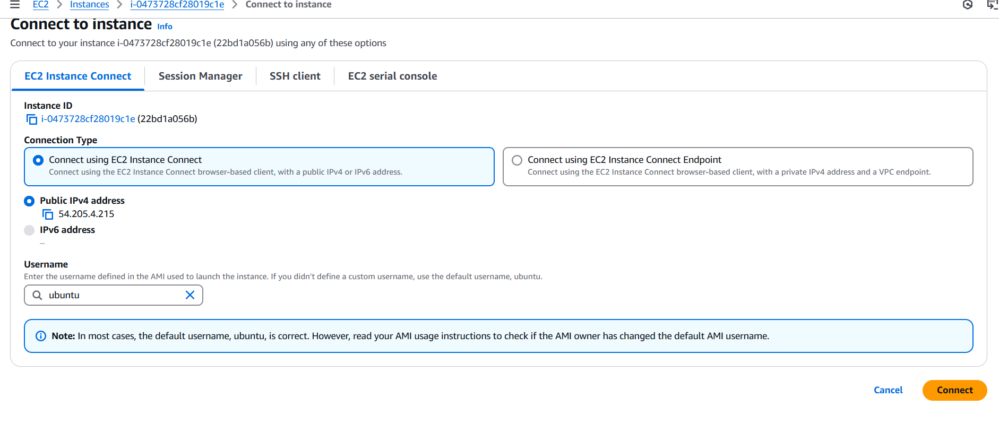 EC2 Instances i-0473728cf28019c1e Connect to instance
Connect to instance Info
Connect to your instance i-0473728cf28019c1e (22bd1a056b) using any of these options
EC2 Instance Connect Session Manager SSH client EC2 serial console
Instance ID
i-0473728cf28019c1e (22bd1a056b)
Connection Type
Connect using EC2 Instance Connect
Connect using the EC2 Instance Connect browser-based client, with a public IPv4 or IPv6 address.
Connect using EC2 Instance Connect Endpoint
Connect using the EC2 Instance Connect browser-based client, with a private IPv4 address and a VPC endpoint.
Public IPv4 address
54.205.4.215
IPv6 address
–
Username
Enter the username defined in the AMI used to launch the instance. If you didn't define a custom username, use the default username, ubuntu.
ubuntu
Note: In most cases, the default username, ubuntu, is correct. However, read your AMI usage instructions to check if the AMI owner has changed the default AMI username.
Cancel Connect